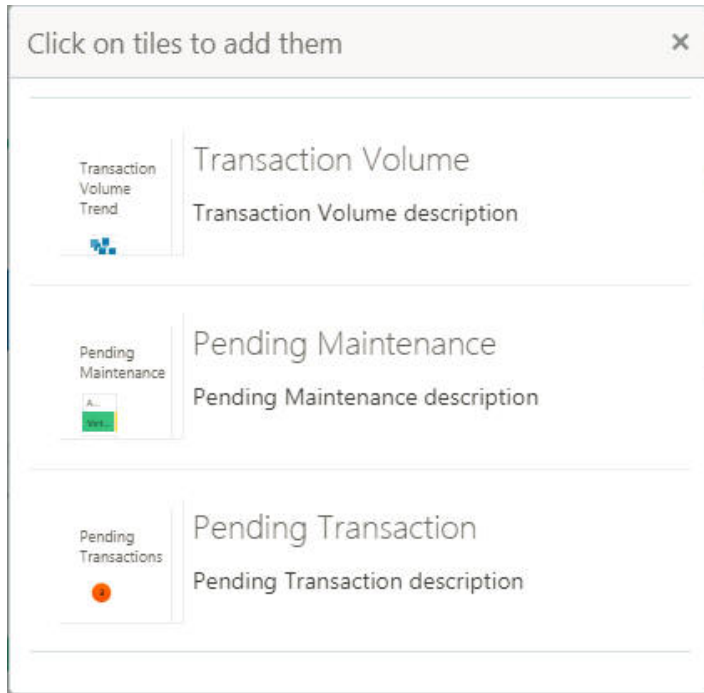 Click on tiles to add them
Transaction
Volume
Trend
Transaction Volume
Transaction Volume description
Pending
Maintenance
A...
Pending Maintenance
Pending Maintenance description
Pending
Transactions
Pending Transaction
Pending Transaction description